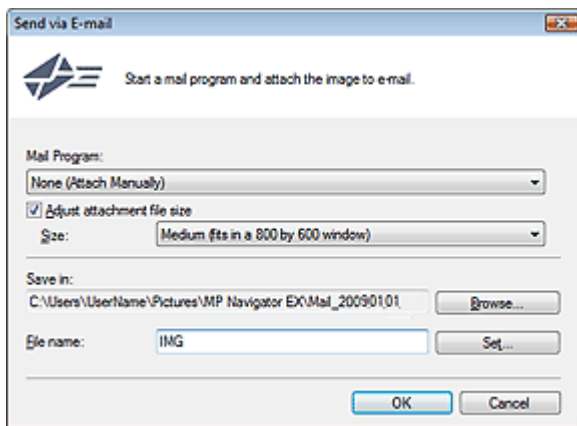 Send via E-mail
Start a mail program and attach the image to e-mail.
Mail Program:
None (Attach Manually)
Adjust attachment file size
Size: Medium (fits in a 800 by 600 window)
Save in:
C:\Users\UserName\Pictures\MP Navigator EX\Mail_20090101 Browse...
File name: IMG Set...
OK Cancel